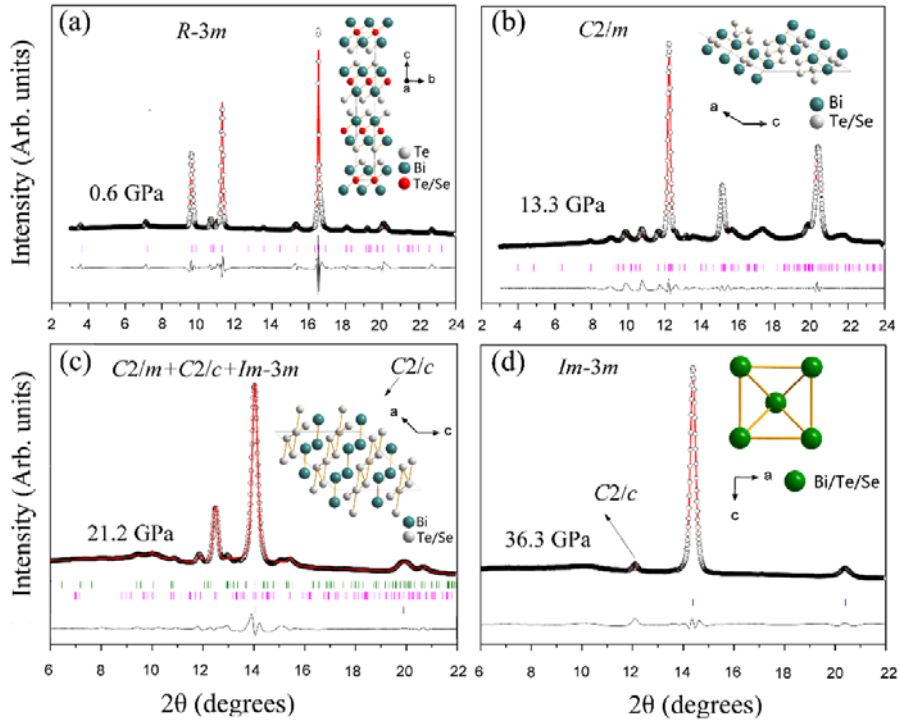 (a)
R-3m
c
b
a
0.6 GPa
Te
Bi
Te/Se
Intensity (Arb. units)
2 4 6 8 10 12 14 16 18 20 22 24
(b)
C2/m
a
c
Bi
Te/Se
13.3 GPa
2 4 6 8 10 12 14 16 18 20 22 24
(c)
C2/m+C2/c+Im-3m
C2/c
a
c
21.2 GPa
Bi
Te/Se
Intensity (Arb. units)
6 8 10 12 14 16 18 20 22
2θ (degrees)
(d)
Im-3m
a
c
Bi/Te/Se
C2/c
36.3 GPa
6 8 10 12 14 16 18 20 22
2θ (degrees)